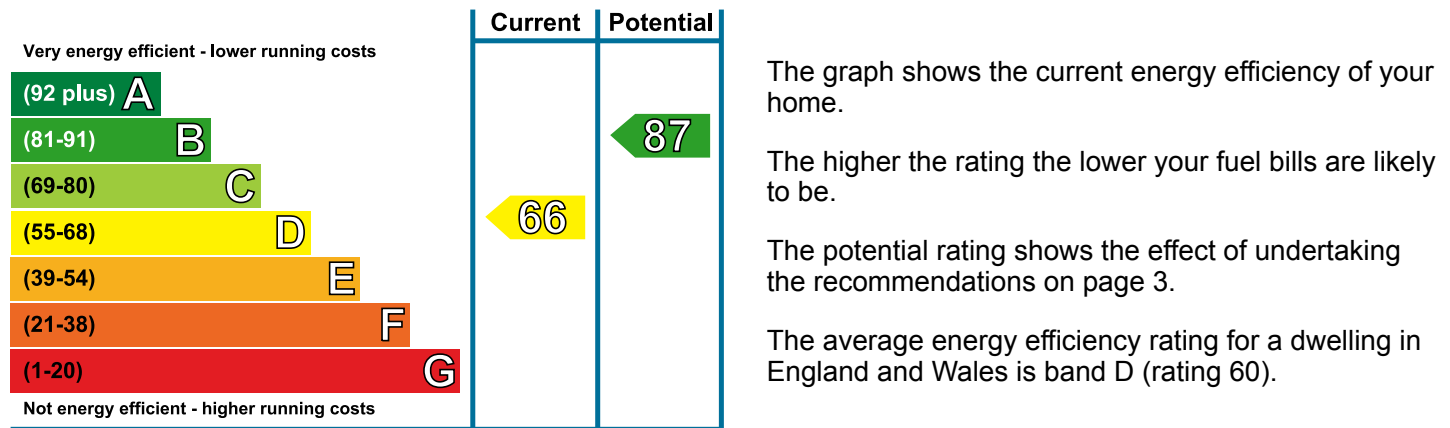 Current Potential
Very energy efficient - lower running costs
(92 plus) A
(81-91) B
87
(69-80) C
(55-68) D
66
(39-54) E
(21-38) F
(1-20) G
Not energy efficient - higher running costs
The graph shows the current energy efficiency of your
home.
The higher the rating the lower your fuel bills are likely
to be.
The potential rating shows the effect of undertaking
the recommendations on page 3.
The average energy efficiency rating for a dwelling in
England and Wales is band D (rating 60).